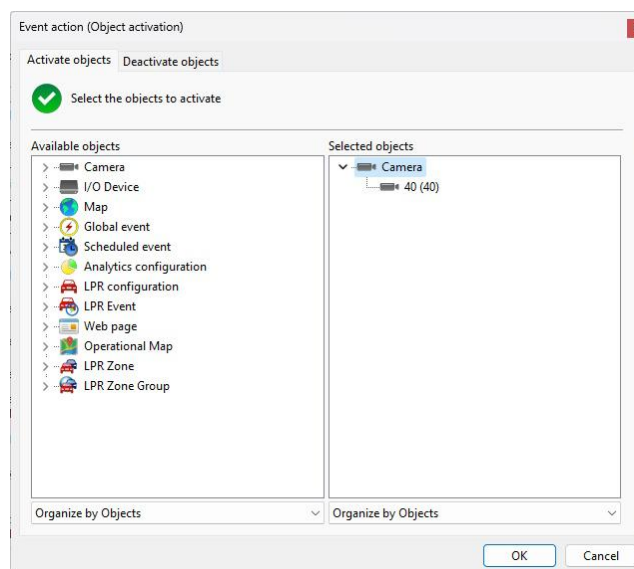 Event action (Object activation)
Activate objects Deactivate objects
Select the objects to activate
Available objects
Selected objects
Camera
I/O Device
Map
Global event
Scheduled event
Analytics configuration
LPR configuration
LPR Event
Web page
Operational Map
LPR Zone
LPR Zone Group
Camera
40 (40)
Organize by Objects
Organize by Objects
OK
Cancel